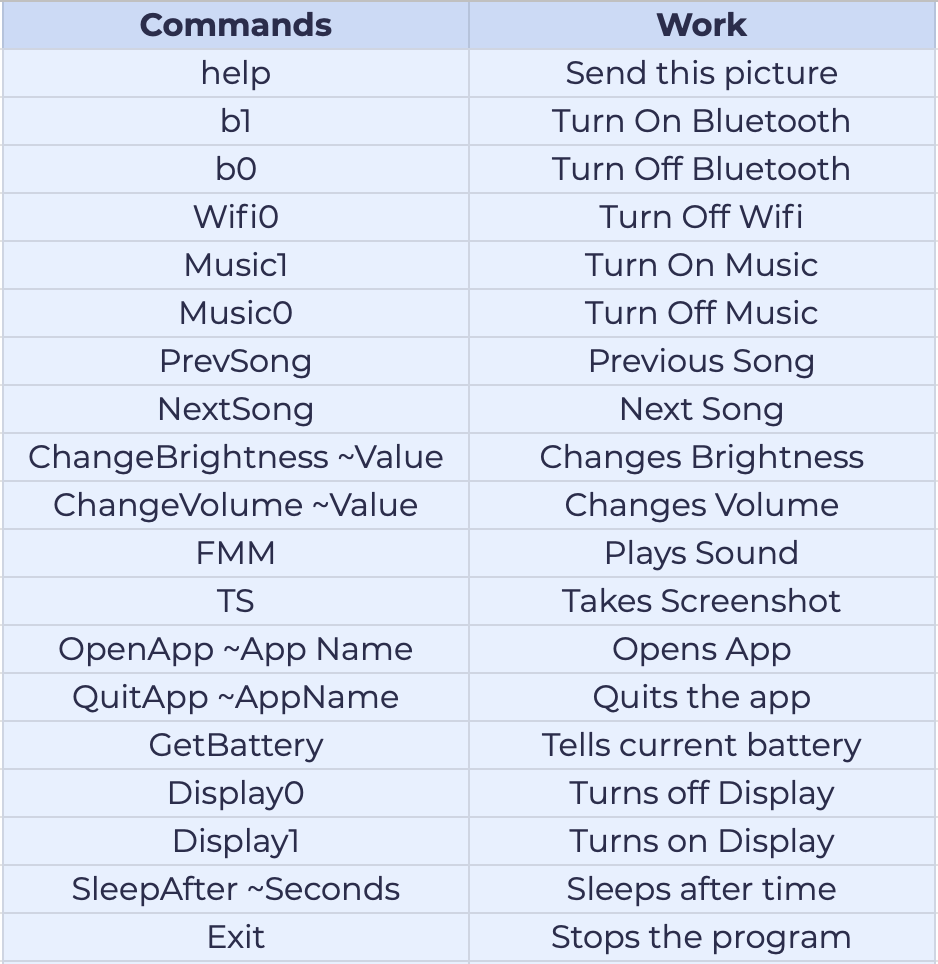 Commands Work
help Send this picture
b1 Turn On Bluetooth
b0 Turn Off Bluetooth
Wifi0 Turn Off Wifi
Music1 Turn On Music
Music0 Turn Off Music
PrevSong Previous Song
NextSong Next Song
ChangeBrightness ~Value Changes Brightness
ChangeVolume ~Value Changes Volume
FMM Plays Sound
TS Takes Screenshot
OpenApp ~App Name Opens App
QuitApp ~AppName Quits the app
GetBattery Tells current battery
Display0 Turns off Display
Display1 Turns on Display
SleepAfter ~Seconds Sleeps after time
Exit Stops the program